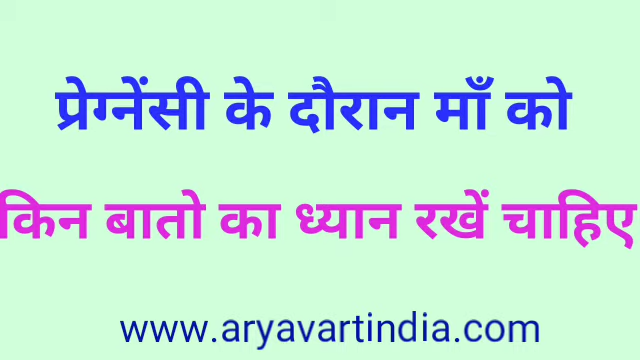 प्रेग्नेंसी के दौरान माँ को
किन बातो का ध्यान रखें चाहिए
www.aryavartindia.com